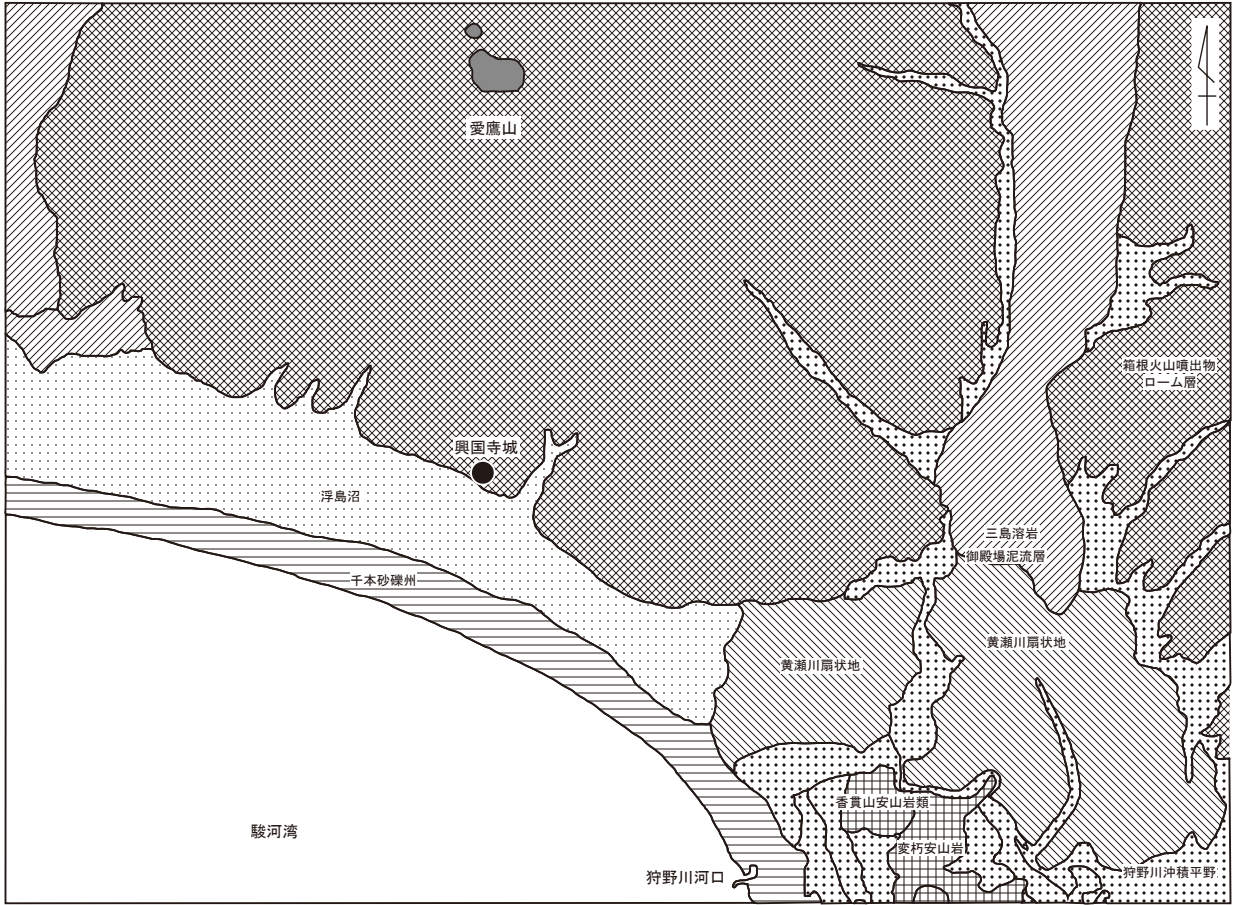 愛鷹山
箱根火山噴出物
ローム層
興国寺城
浮島沼
三島溶岩
御殿場泥流層
千本砂礫州
黄瀬川扇状地
黄瀬川扇状地
香貫山安山岩類
駿河湾
変朽安山岩
狩野川河口
狩野川沖積平野